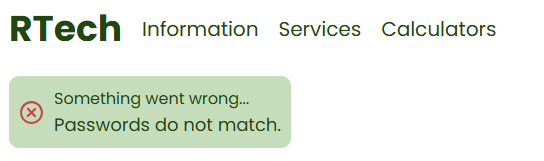 RTech Information Services Calculators
Something went wrong...
Passwords do not match.